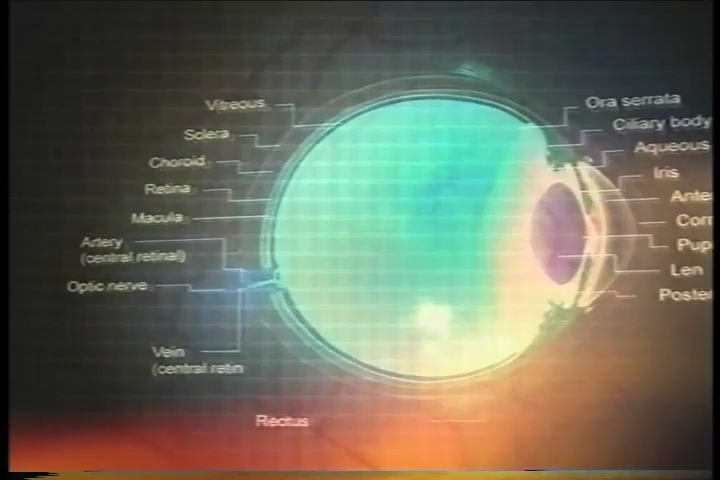 Vitreous
Sclera
Choroid
Retina
Macula
Artery
(central retinal)
Optic nerve
Vein
(central retin
Rectus
Ora serrata
Ciliary body
Aqueous
Iris
Ante
Corn
Pup
Len
Poste